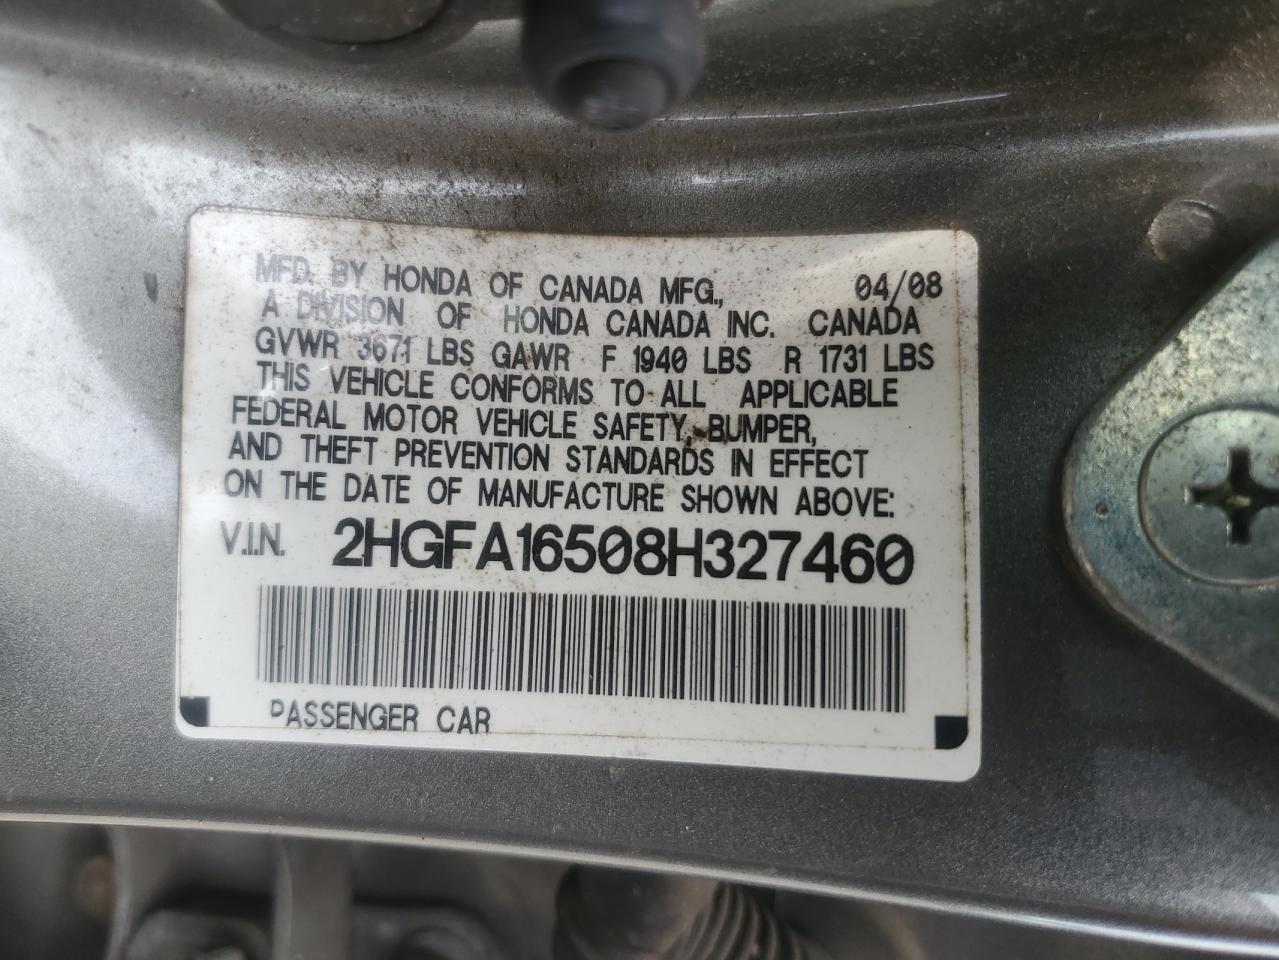 MFD. BY HONDA OF CANADA MFG., 04/08
A DIVISION OF HONDA CANADA INC. CANADA
GVWR 3671 LBS GAWR F 1940 LBS R 1731 LBS
THIS VEHICLE CONFORMS TO ALL APPLICABLE
FEDERAL MOTOR VEHICLE SAFETY, BUMPER,
AND THEFT PREVENTION STANDARDS IN EFFECT
ON THE DATE OF MANUFACTURE SHOWN ABOVE:
V.I.N. 2HGFA16508H327460
PASSENGER CAR